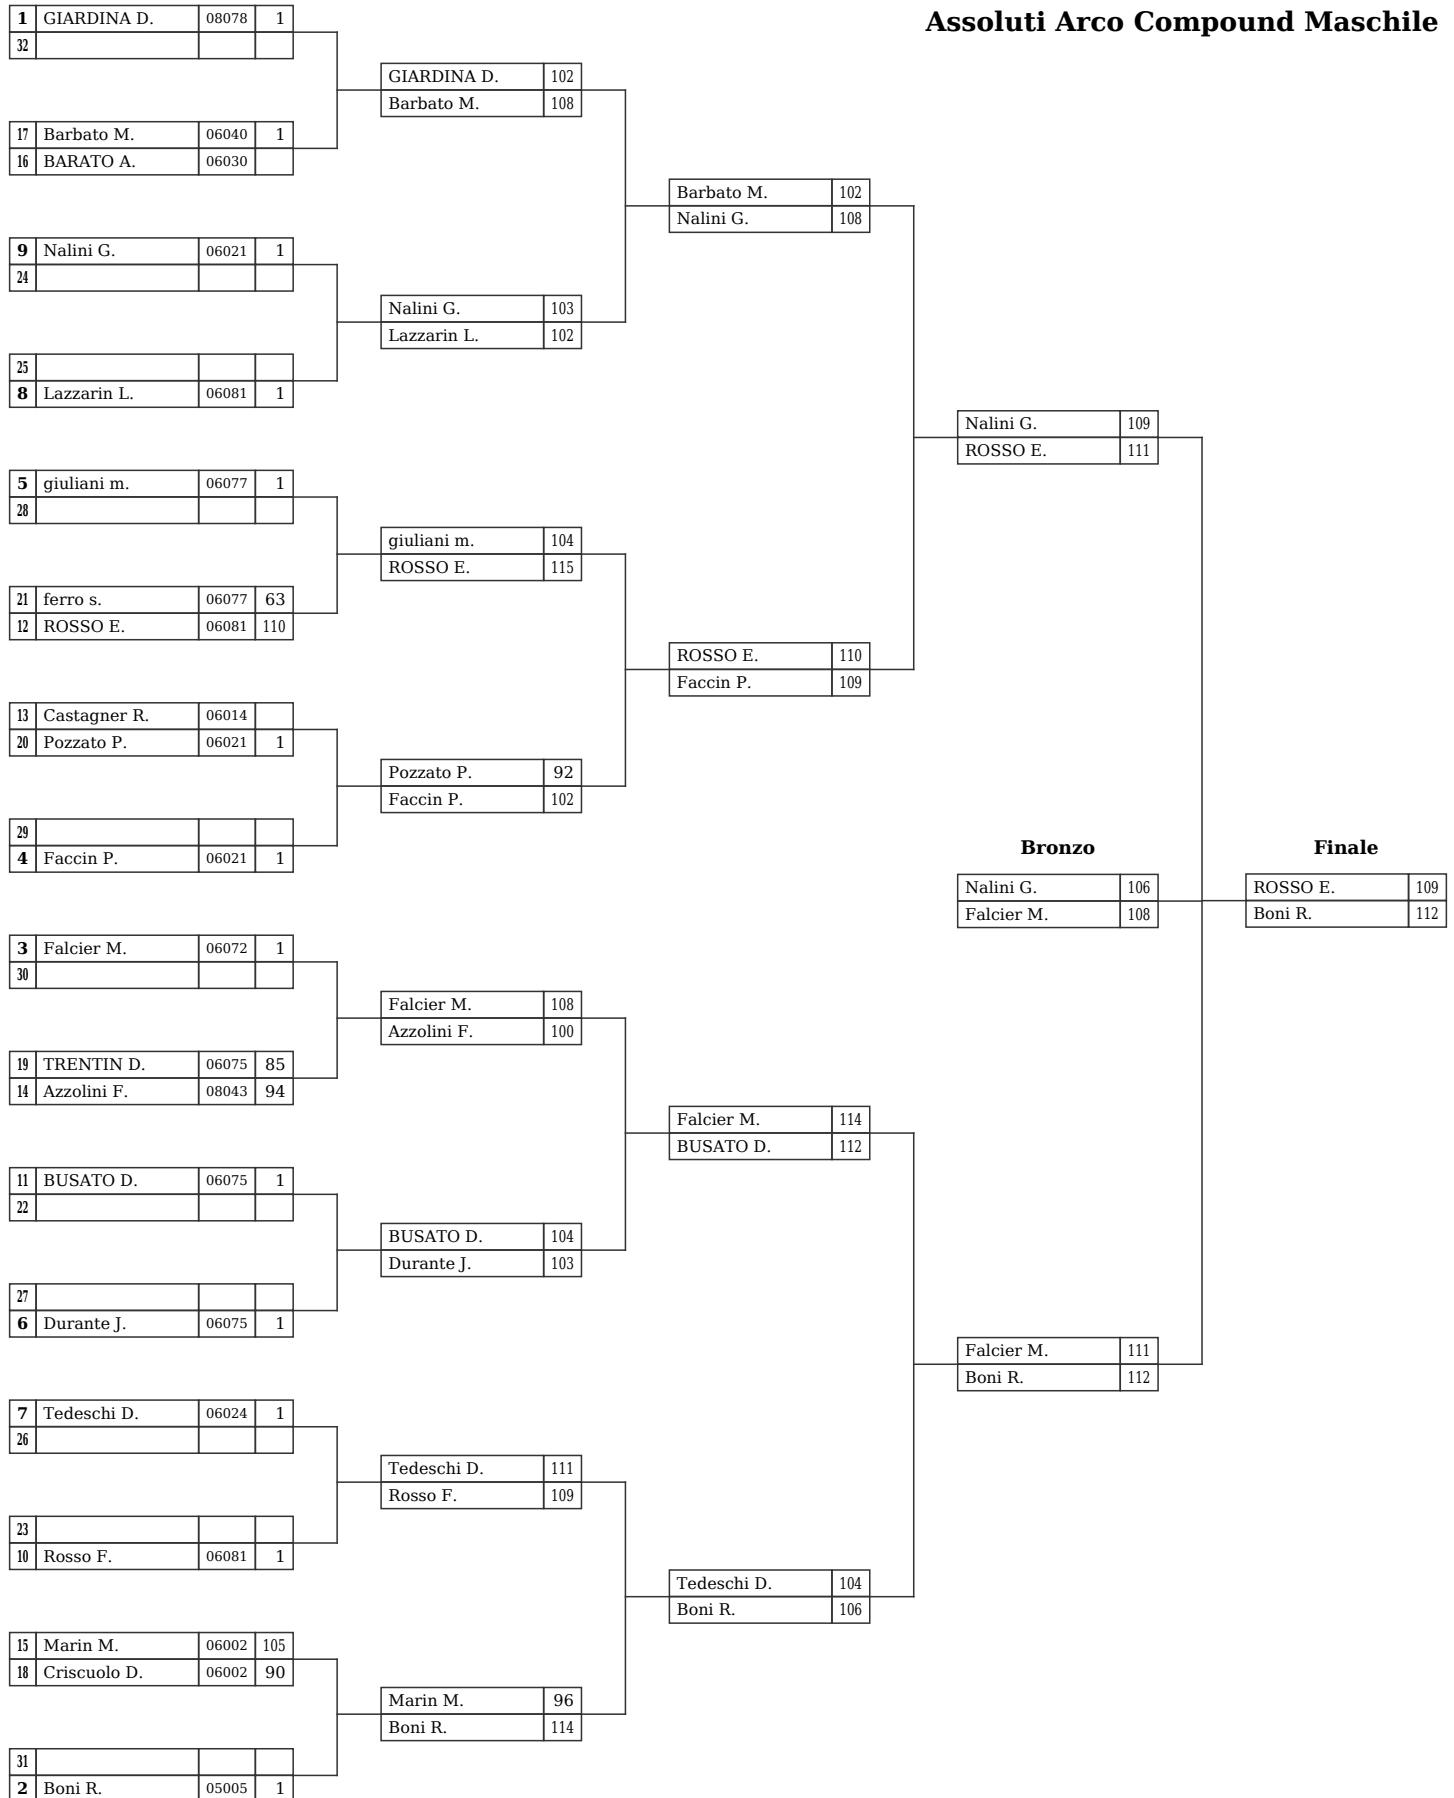 Assoluti Arco Compound Maschile
1 GIARDINA D. 08078 1
32
17 Barbato M. 06040 1
16 BARATO A. 06030
9 Nalini G. 06021 1
24
25
8 Lazzarin L. 06081 1
5 giuliani m. 06077 1
28
21 ferro s. 06077 63
12 ROSSO E. 06081 110
13 Castagner R. 06014
20 Pozzato P. 06021 1
29
4 Faccin P. 06021 1
3 Falcier M. 06072 1
30
19 TRENTIN D. 06075 85
14 Azzolini F. 08043 94
11 BUSATO D. 06075 1
22
27
6 Durante J. 06075 1
7 Tedeschi D. 06024 1
26
23
10 Rosso F. 06081 1
15 Marin M. 06002 105
18 Criscuolo D. 06002 90
31
2 Boni R. 05005 1
GIARDINA D. 102
Barbato M. 108
Nalini G. 103
Lazzarin L. 102
giuliani m. 104
ROSSO E. 115
Pozzato P. 92
Faccin P. 102
Falcier M. 108
Azzolini F. 100
BUSATO D. 104
Durante J. 103
Tedeschi D. 111
Rosso F. 109
Marin M. 96
Boni R. 114
Barbato M. 102
Nalini G. 108
ROSSO E. 110
Faccin P. 109
Falcier M. 114
BUSATO D. 112
Tedeschi D. 104
Boni R. 106
Nalini G. 109
ROSSO E. 111
Falcier M. 111
Boni R. 112
Bronzo
Nalini G. 106
Falcier M. 108
Finale
ROSSO E. 109
Boni R. 112